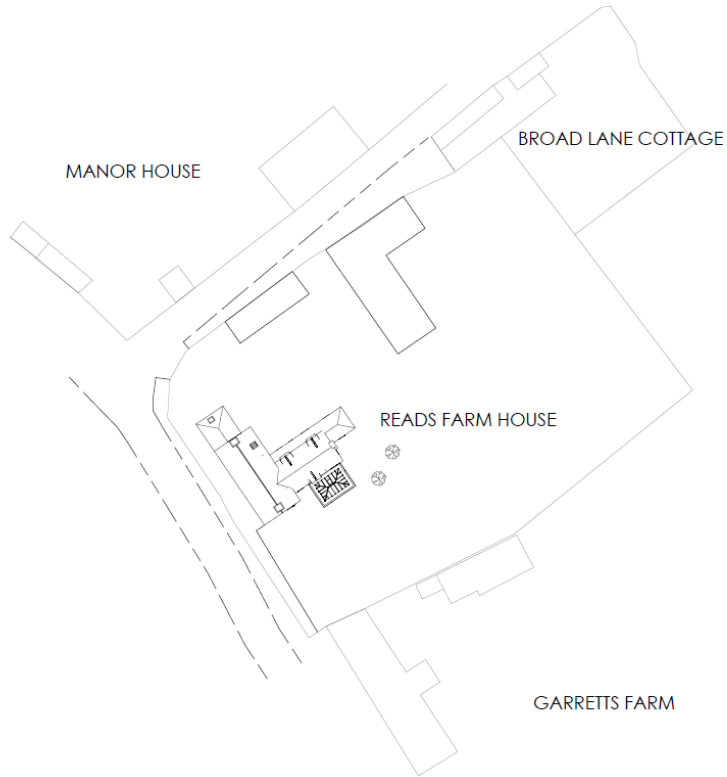 BROAD LANE COTTAGE
MANOR HOUSE
READS FARM HOUSE
GARRETTS FARM